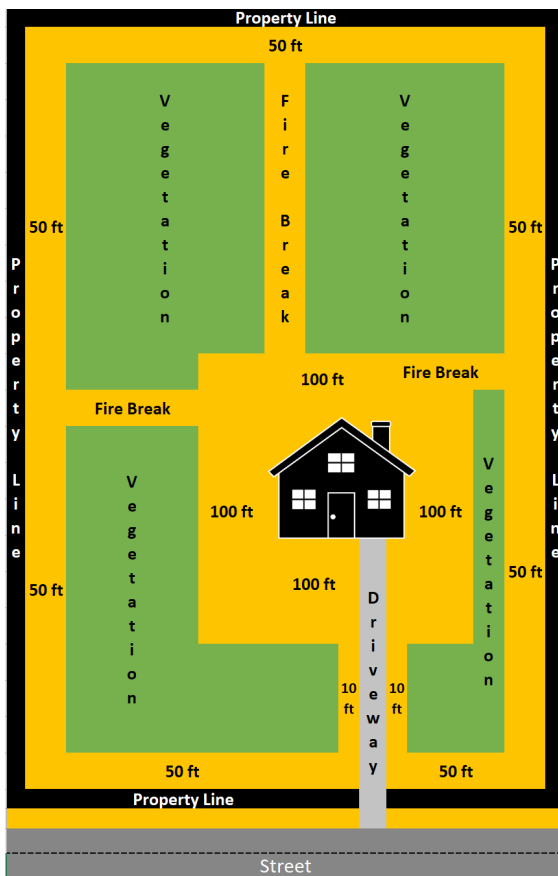 Property Line
50 ft
Vegetation
Fire Break
Vegetation
50 ft
50 ft
Property Line
Property Line
100 ft
Fire Break
Fire Break
Vegetation
Vegetation
100 ft
100 ft
50 ft
50 ft
100 ft
Driveway
10 ft
10 ft
50 ft
50 ft
Property Line
Street